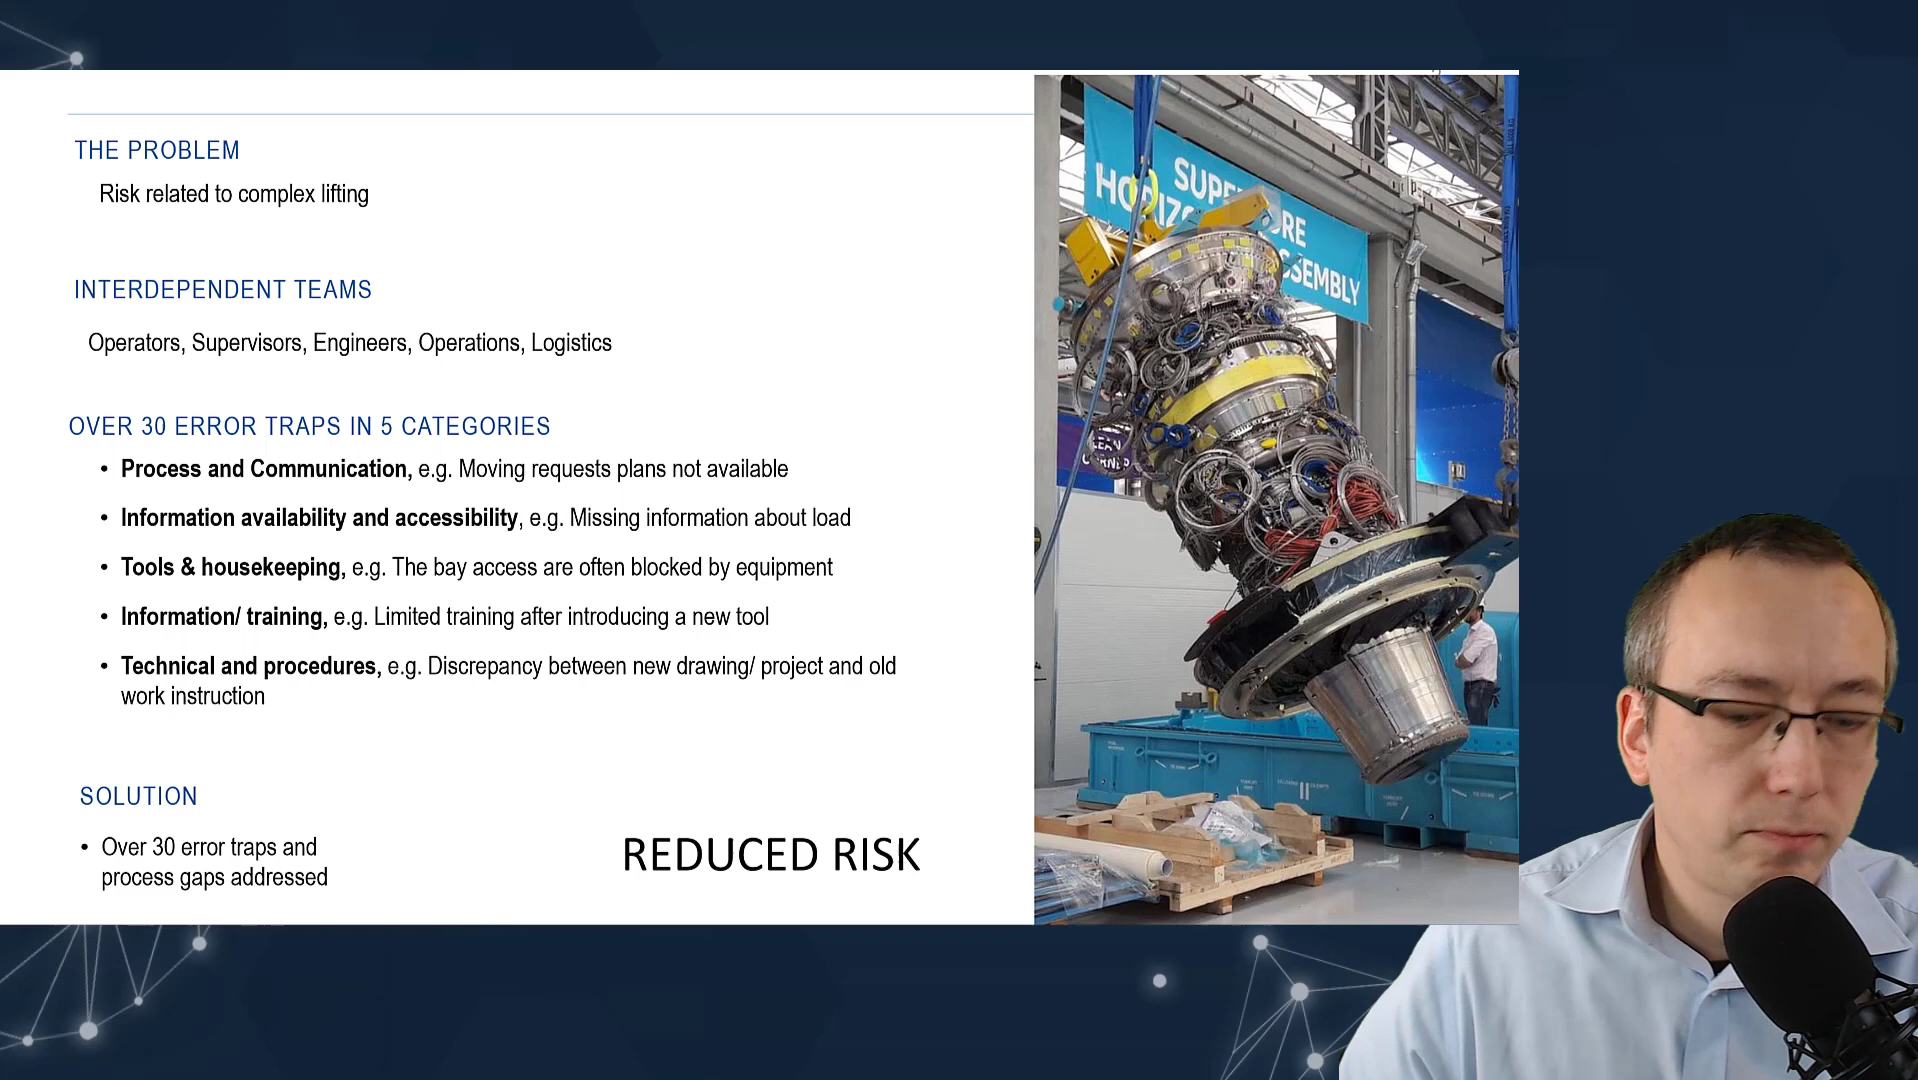 THE PROBLEM
Risk related to complex lifting
INTERDEPENDENT TEAMS
Operators, Supervisors, Engineers, Operations, Logistics
OVER 30 ERROR TRAPS IN 5 CATEGORIES
• Process and Communication, e.g. Moving requests plans not available
• Information availability and accessibility, e.g. Missing information about load
• Tools & housekeeping, e.g. The bay access are often blocked by equipment
• Information/ training, e.g. Limited training after introducing a new tool
• Technical and procedures, e.g. Discrepancy between new drawing/ project and old
work instruction
SOLUTION
• Over 30 error traps and
process gaps addressed
REDUCED RISK